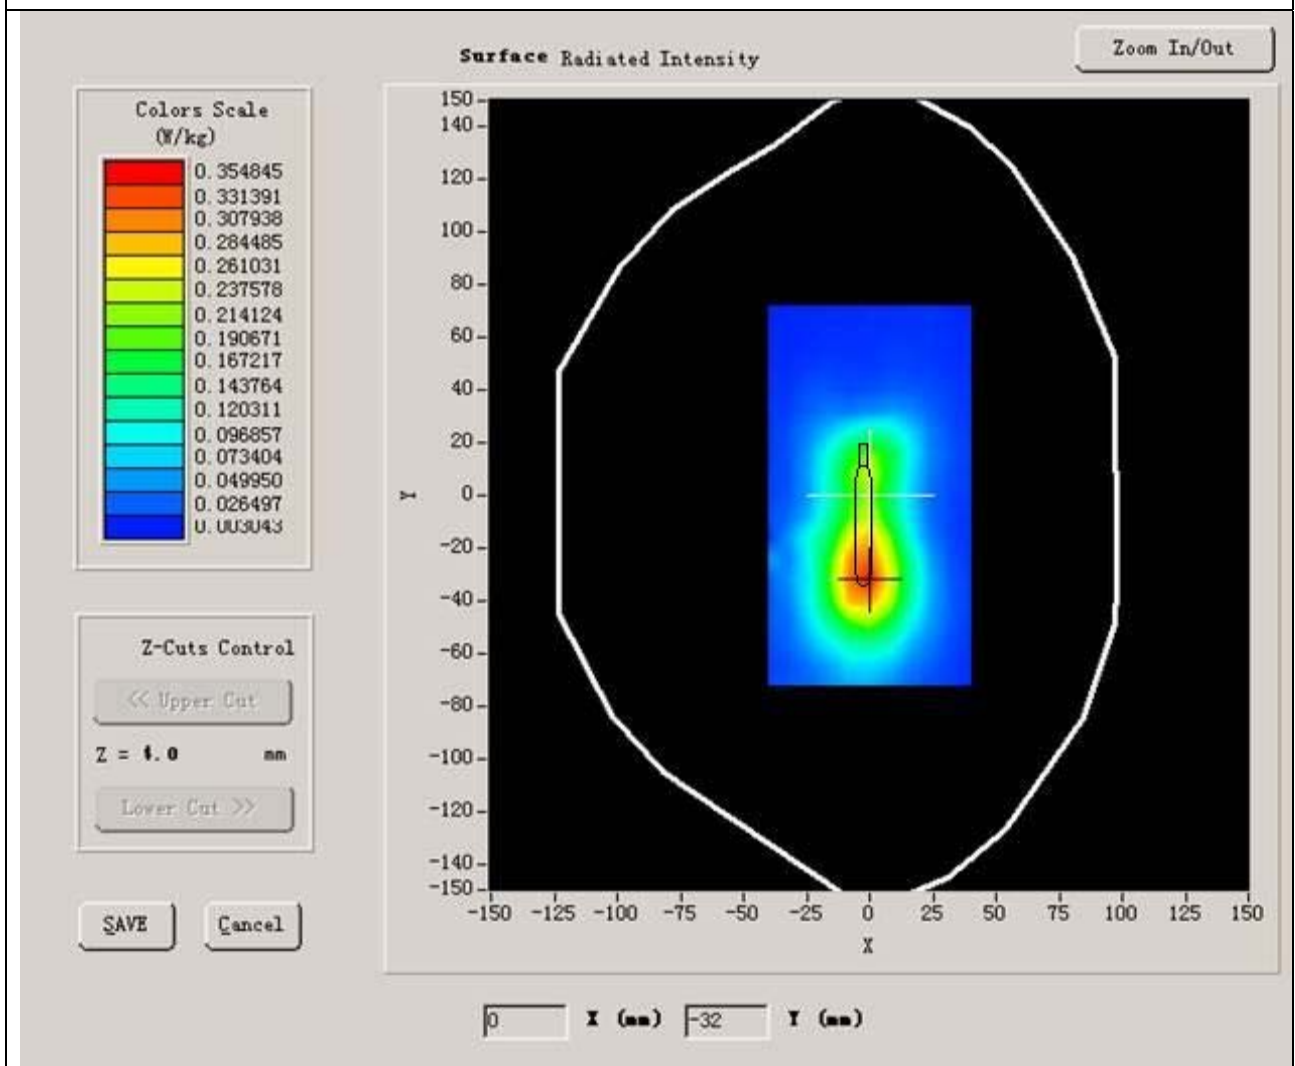 Surface Radiated Intensity
Zoom In/Out
Colors Scale
(W/kg)
0.354845
0.331391
0.307938
0.284485
0.261031
0.237578
0.214124
0.190671
0.167217
0.143764
0.120311
0.096857
0.073404
0.049950
0.026497
0.003043
Z-Cuts Control
<< Upper Cut
Z = 4.0 mm
Lower Cut >>
SAVE
Cancel
150
140
120
100
80
60
40
20
0
-20
-40
-60
-80
-100
-120
-140
-150
Y
-150 -125 -100 -75 -50 -25 0 25 50 75 100 125 150
X
0 X (mm) -32 Y (mm)